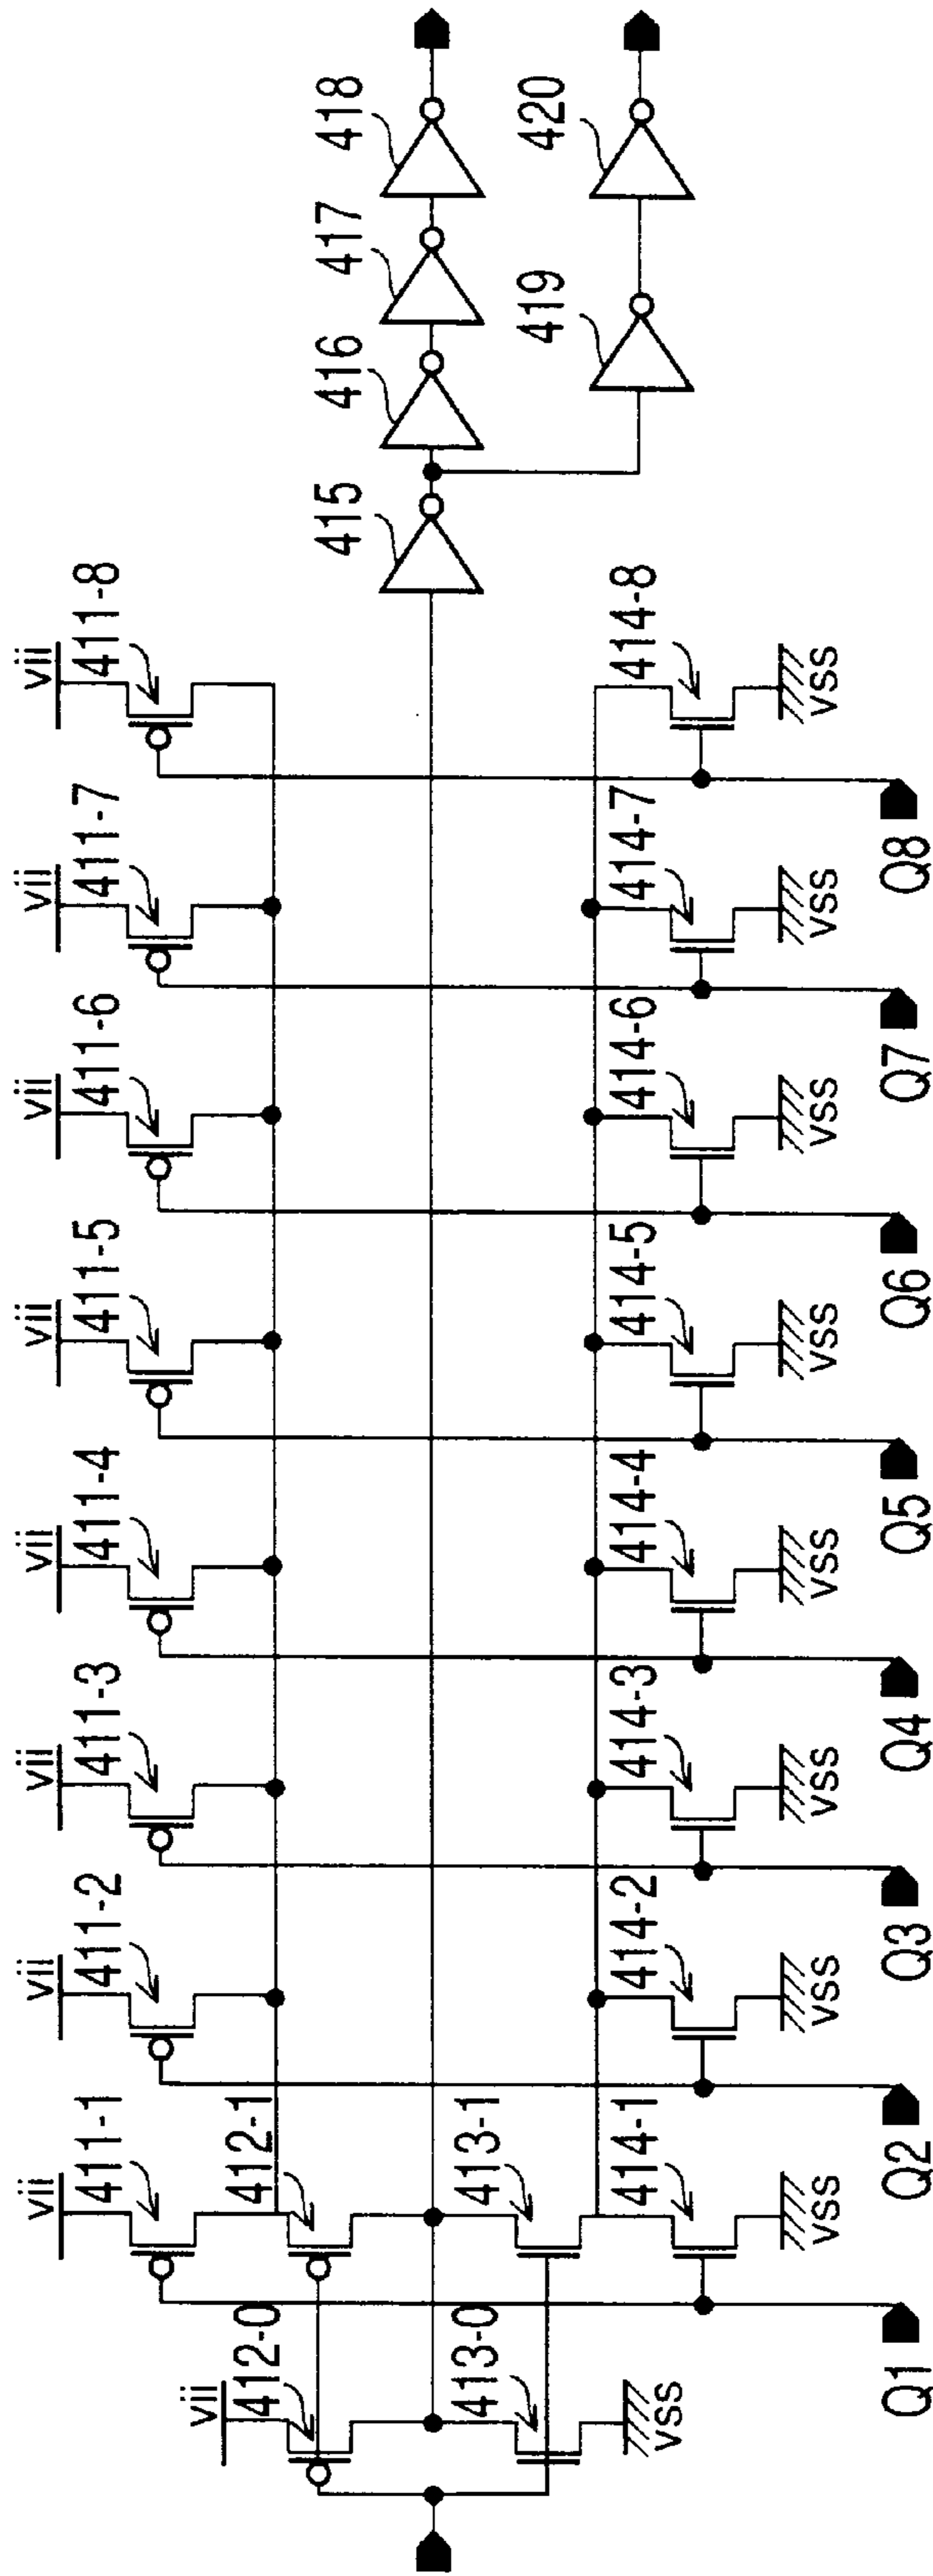 vii
vii
vii
vii
vii
vii
vii
vii
vii
411-1
411-2
411-3
411-4
411-5
411-6
411-7
411-8
412-0
412-1
413-0
413-1
414-1
414-2
414-3
414-4
414-5
414-6
414-7
414-8
415
416
417
418
419
420
VSS
VSS
VSS
VSS
VSS
VSS
VSS
VSS
VSS
Q1
Q2
Q3
Q4
Q5
Q6
Q7
Q8